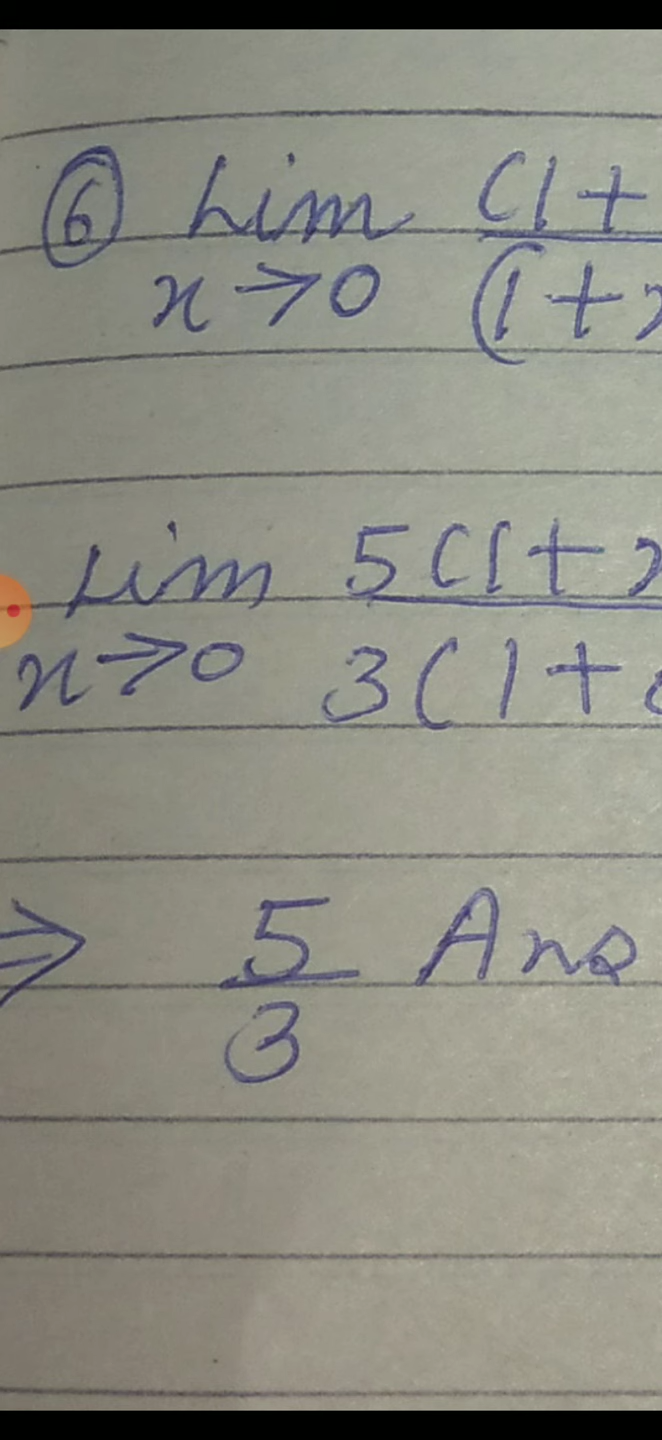 ⑥ Lim (1+
x→0 (1+x
Lim 5(1+x
x→0 3(1+
⇒ 5 Ans
3